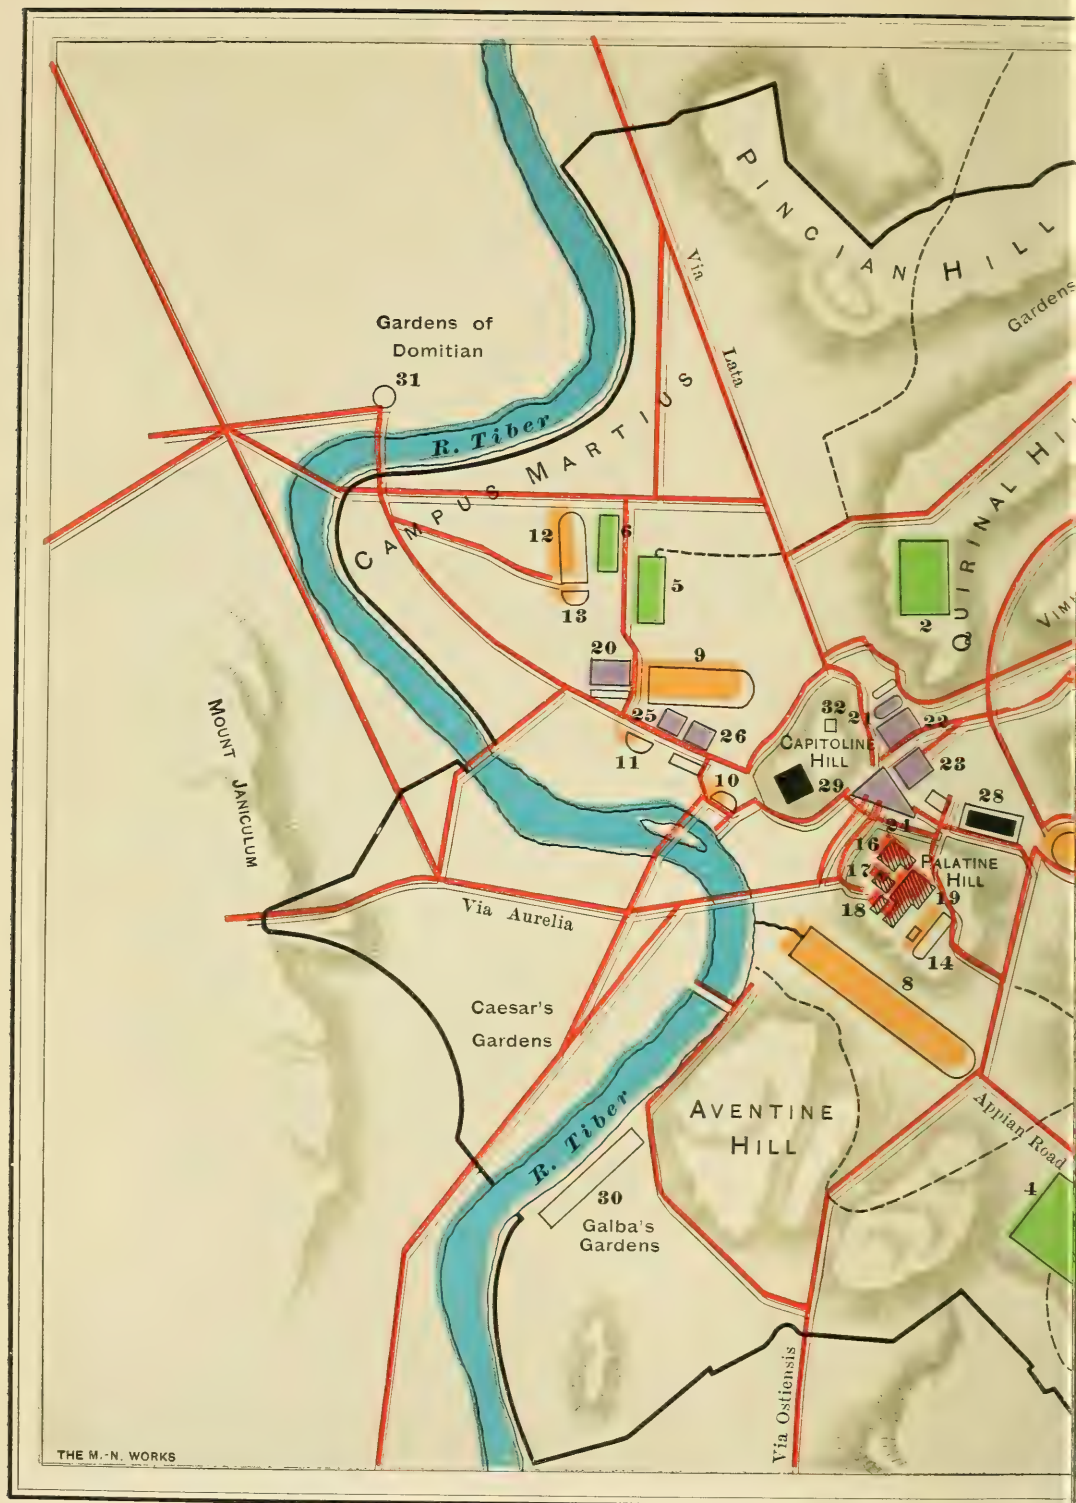 PINCIAN HILL
Gardens
Via Lata
Gardens of
Domitian
31
R. Tiber
CAMPUS MARTIUS
QUIRINAL HI
12
6
5
13
2
20
9
25
26
11
10
MOUNT JANICULUM
32
21
22
CAPITOLINE
HILL
23
29
28
24
16
17
PALATINE
HILL
18
19
14
Via Aurelia
8
Caesar's
Gardens
R. Tiber
AVENTINE
HILL
Appian Road
4
30
Galba's
Gardens
Via Ostiensis
THE M.-N. WORKS